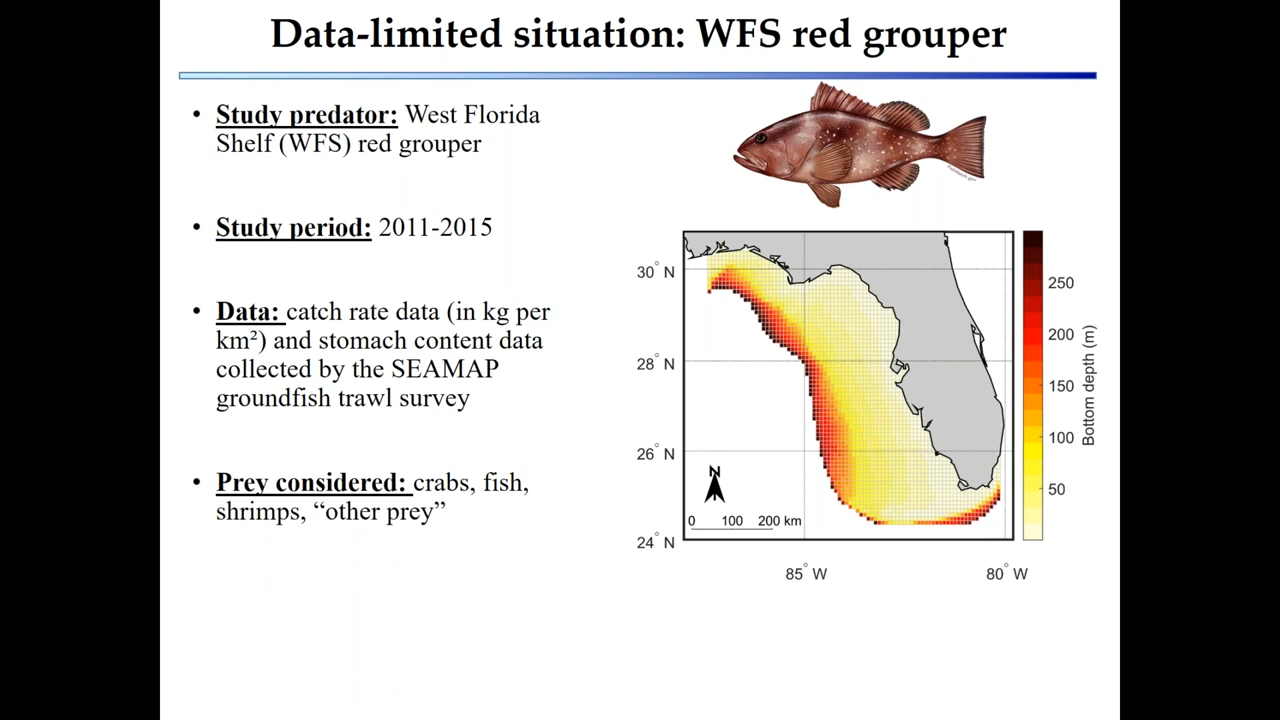 Data-limited situation: WFS red grouper
• Study predator: West Florida
Shelf (WFS) red grouper
• Study period: 2011-2015
• Data: catch rate data (in kg per
km²) and stomach content data
collected by the SEAMAP
groundfish trawl survey
• Prey considered: crabs, fish,
shrimps, “other prey”
30° N
28° N
26° N
24° N
N
0 100 200 km
85° W 80° W
250
200
150
100
50
Bottom depth (m)